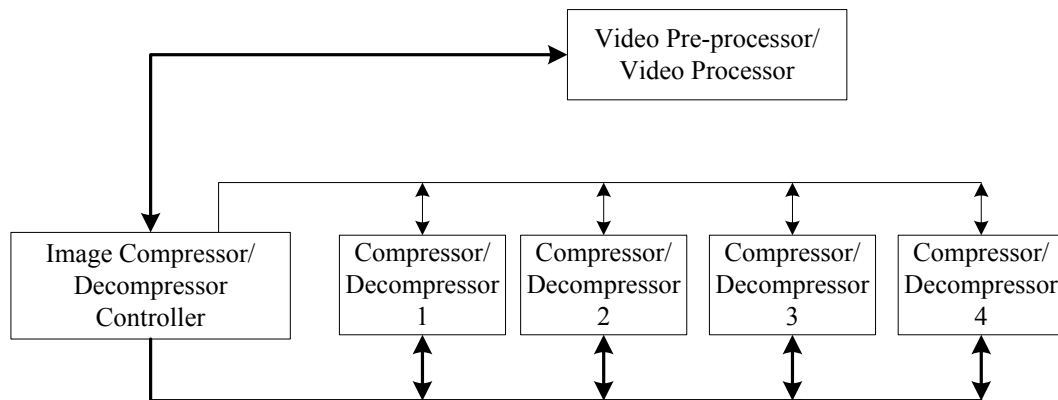 Video Pre-processor/
Video Processor
Image Compressor/
Decompressor
Controller
Compressor/
Decompressor
1
Compressor/
Decompressor
2
Compressor/
Decompressor
3
Compressor/
Decompressor
4